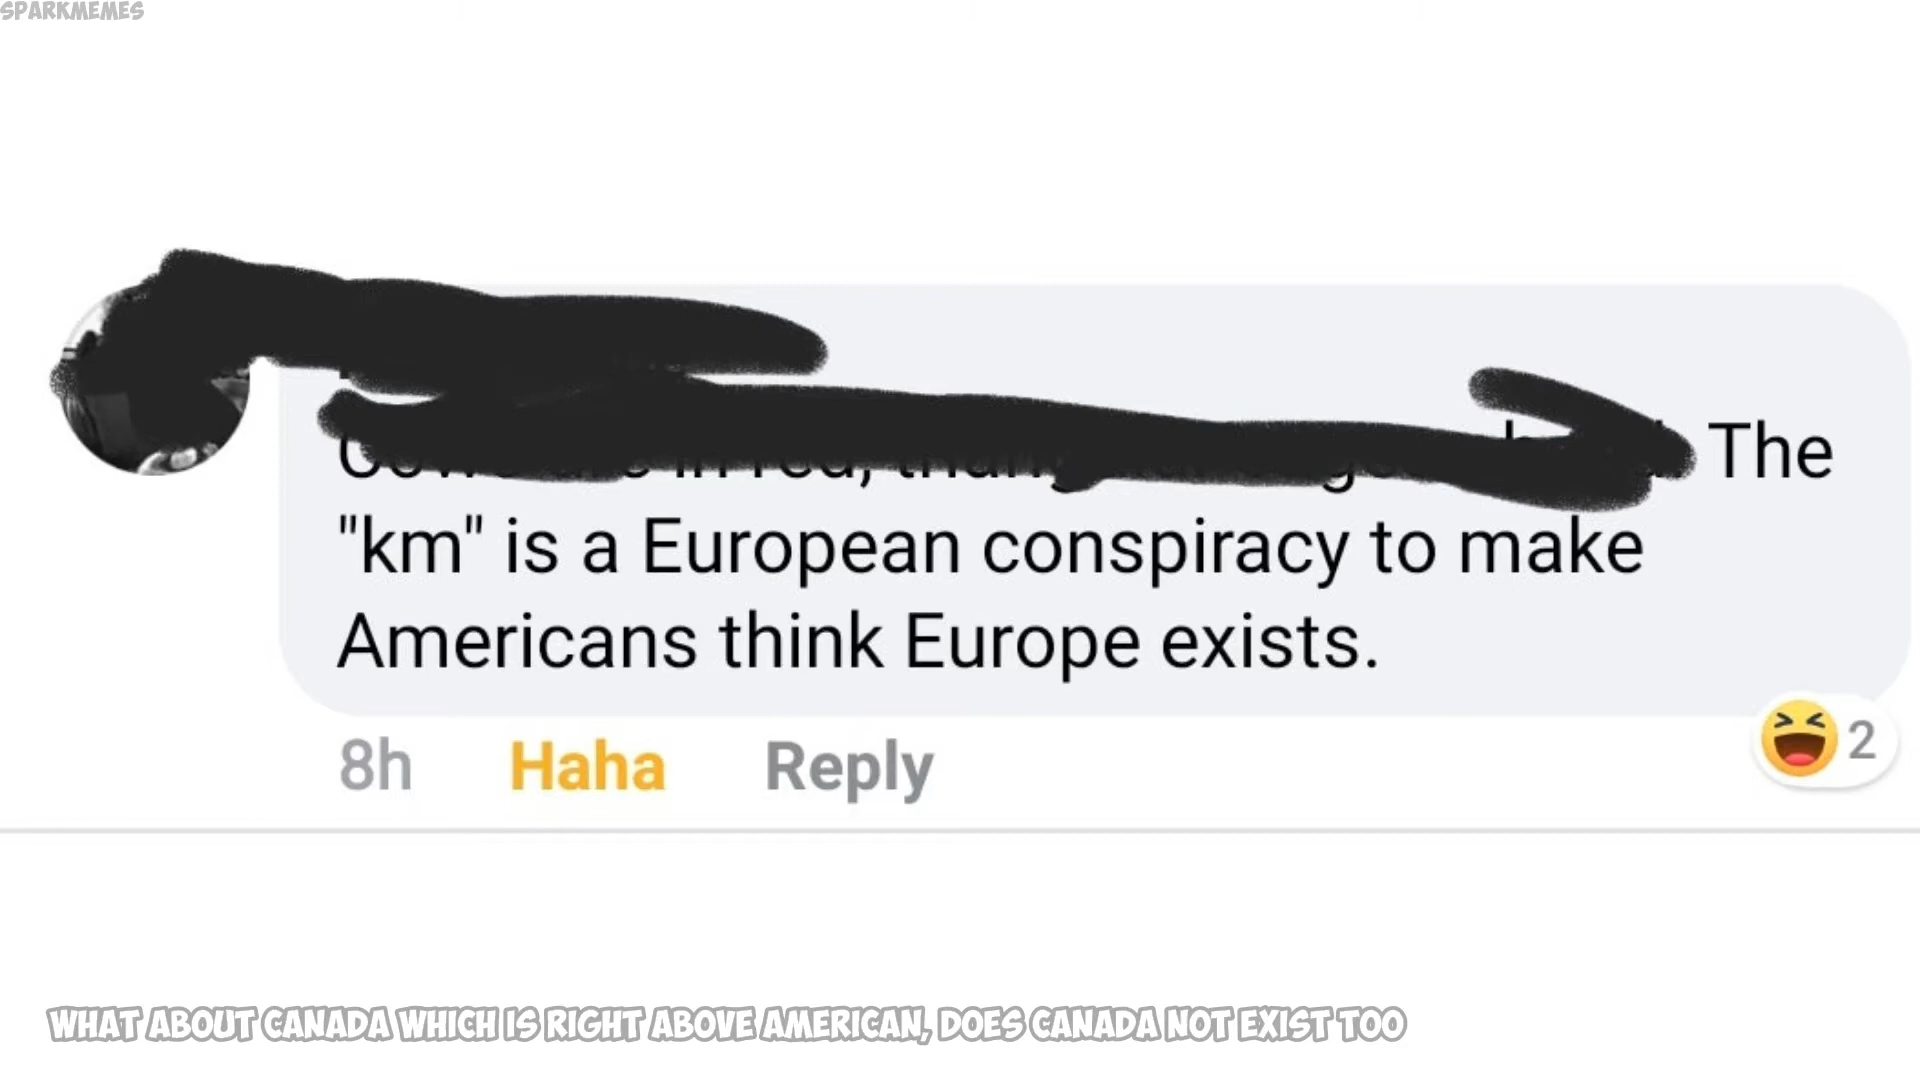 SPARKMEMES
The
"km" is a European conspiracy to make
Americans think Europe exists.
8h Haha Reply
2
WHAT ABOUT CANADA WHICH IS RIGHT ABOVE AMERICAN, DOES CANADA NOT EXIST TOO